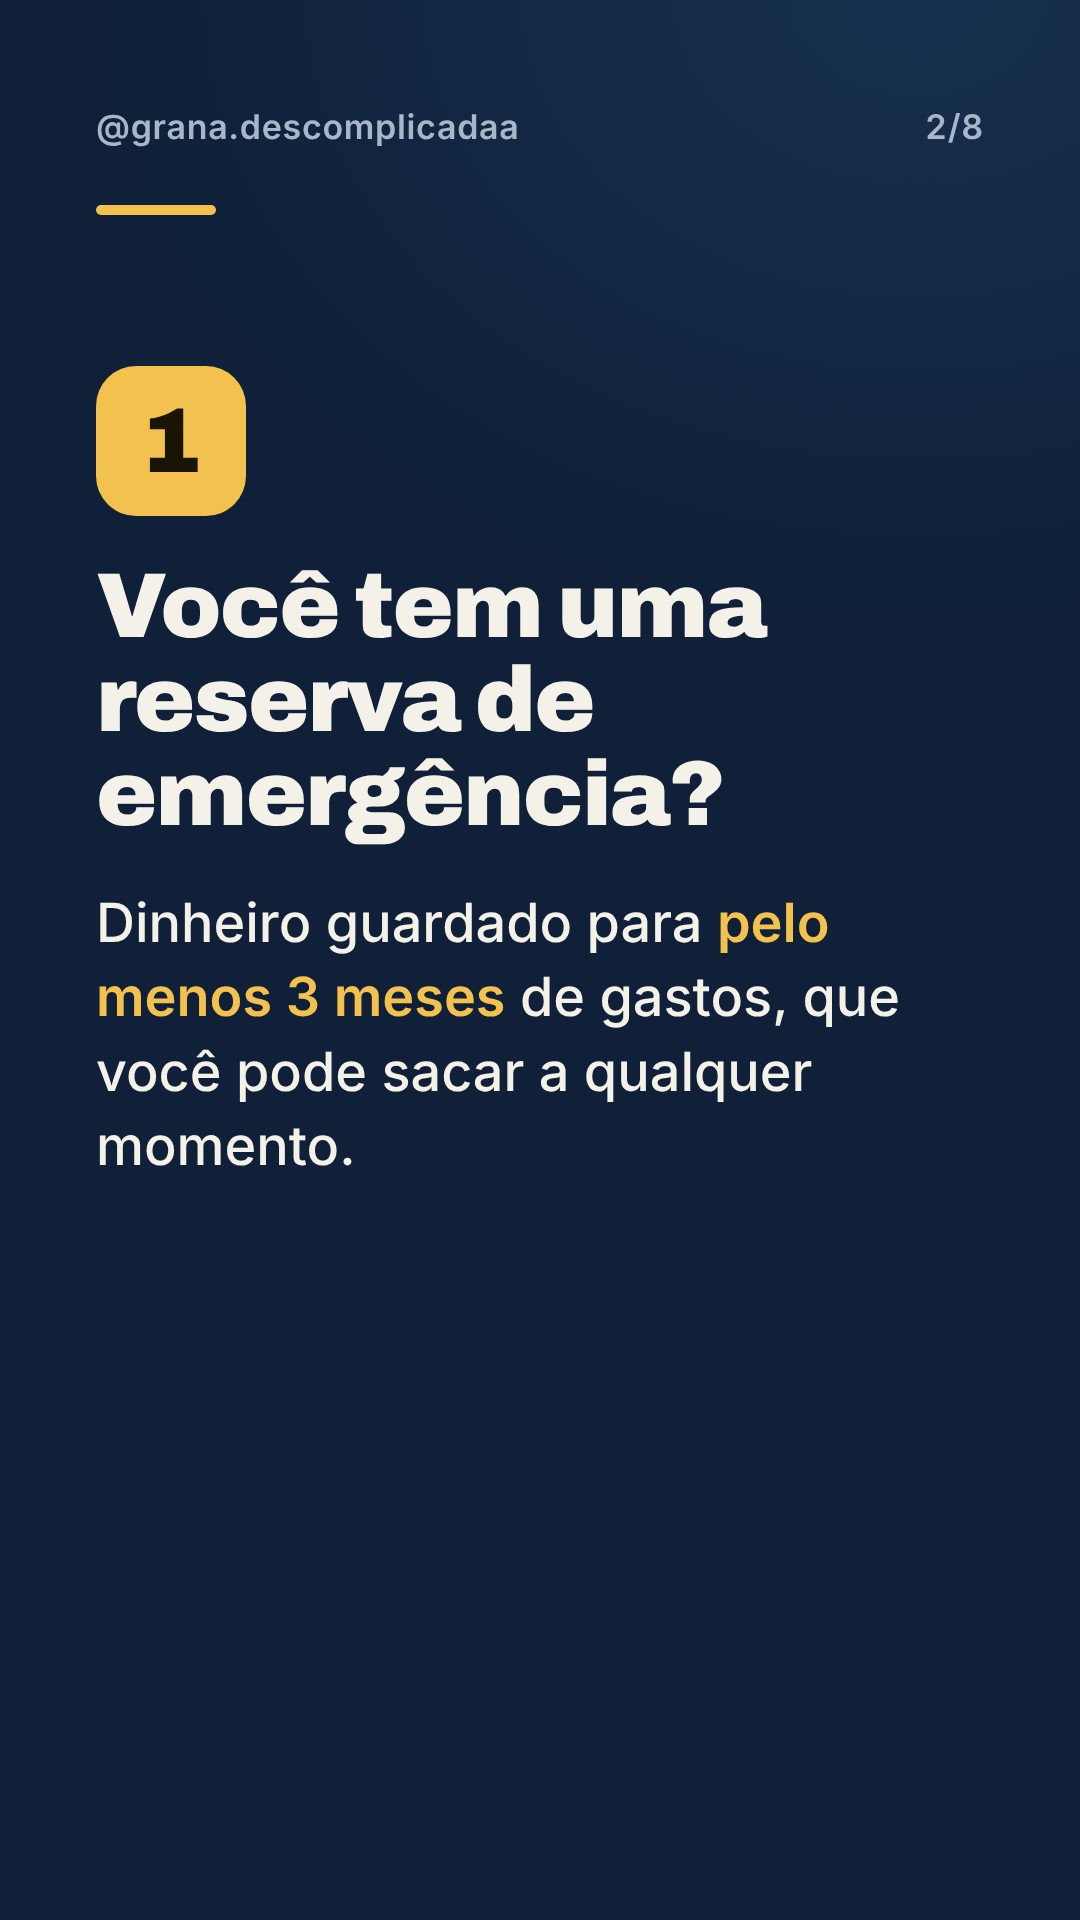 @grana.descomplicadaa
2/8
1
Você tem uma
reserva de
emergência?
Dinheiro guardado para pelo
menos 3 meses de gastos, que
você pode sacar a qualquer
momento.